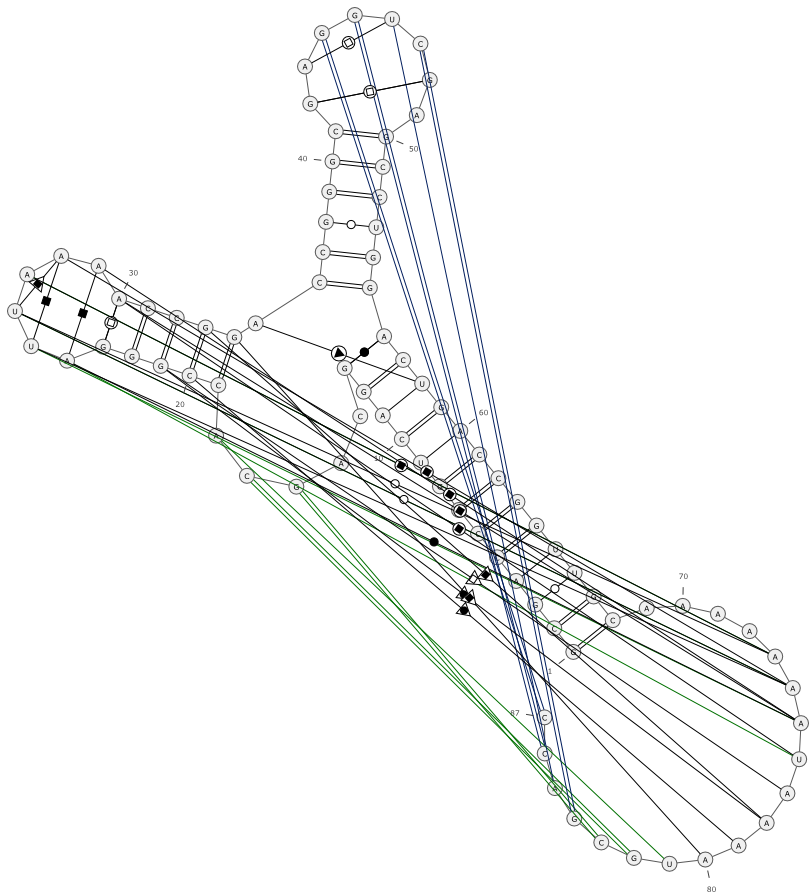 G U
G C
A G
G A
C G
50
40 G C
G C
G U
C G
A A
A 30
C G
A
U C C A
G G A
U G G A C
G G
C C U
G
20 G
A C 60
A A C
10
C U A
C C G G
G
G C
U
U A
G G
70
A A A C
C A
G A
1
A
87 C A
C U
A A
G A
C A
G U A
80